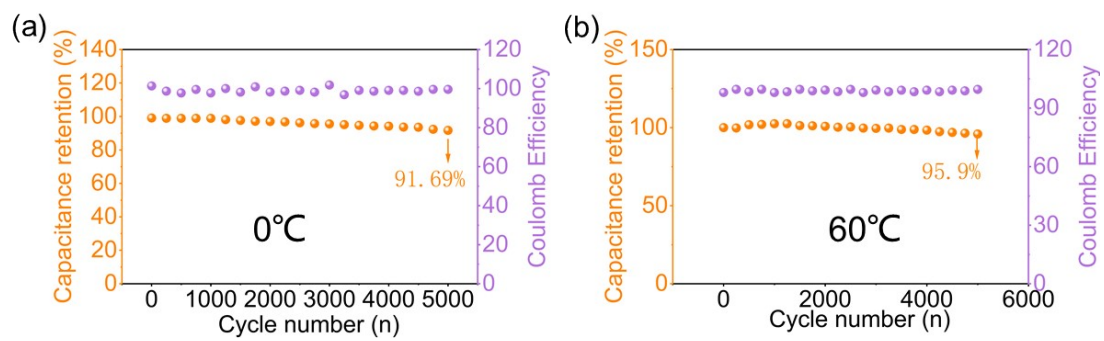 (a)
Capacitance retention (%)
140
120
100
80
60
40
20
0
91.69%
0℃
120
100
80
60
40
20
0
Coulomb Efficiency
0 1000 2000 3000 4000 5000
Cycle number (n)
(b)
Capacitance retention (%)
150
100
50
0
95.9%
60℃
120
90
60
30
0
Coulomb Efficiency
0 2000 4000 6000
Cycle number (n)